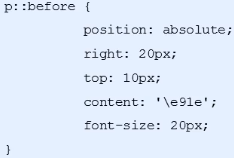 p::before {
position: absolute;
right: 20px;
top: 10px;
content: '\e91e';
font-size: 20px;
}